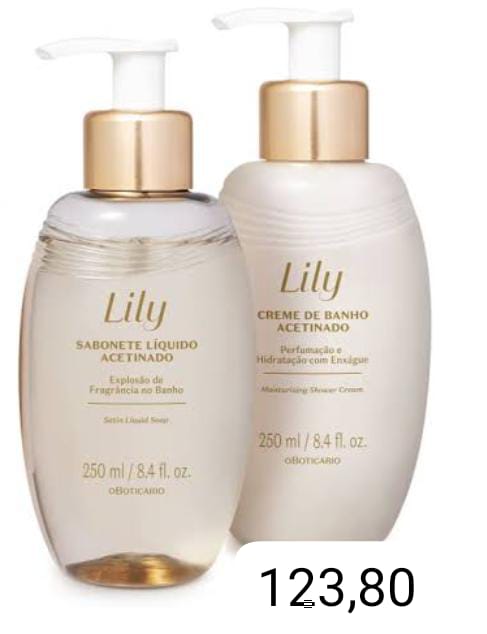 Lily
SABONETE LÍQUIDO
ACETINADO
Explosão de
Fragrância no Banho
Satin Liquid Soap
250 ml / 8.4 fl. oz.
oBOTICÁRIO
Lily
CREME DE BANHO
ACETINADO
Perfumação e
Hidratação com Enxágue
Moisturizing Shower Cream
250 ml / 8.4 fl. oz.
oBOTICÁRIO
123,80